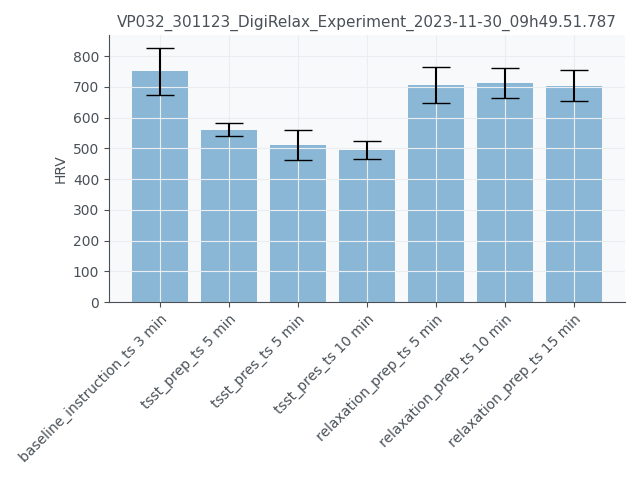 VP032_301123_DigiRelax_Experiment_2023-11-30_09h49.51.787
HRV
800
700
600
500
400
300
200
100
0
baseline_instruction_ts 3 min
tsst_prep_ts 5 min
tsst_pres_ts 5 min
tsst_pres_ts 10 min
relaxation_prep_ts 5 min
relaxation_prep_ts 10 min
relaxation_prep_ts 15 min